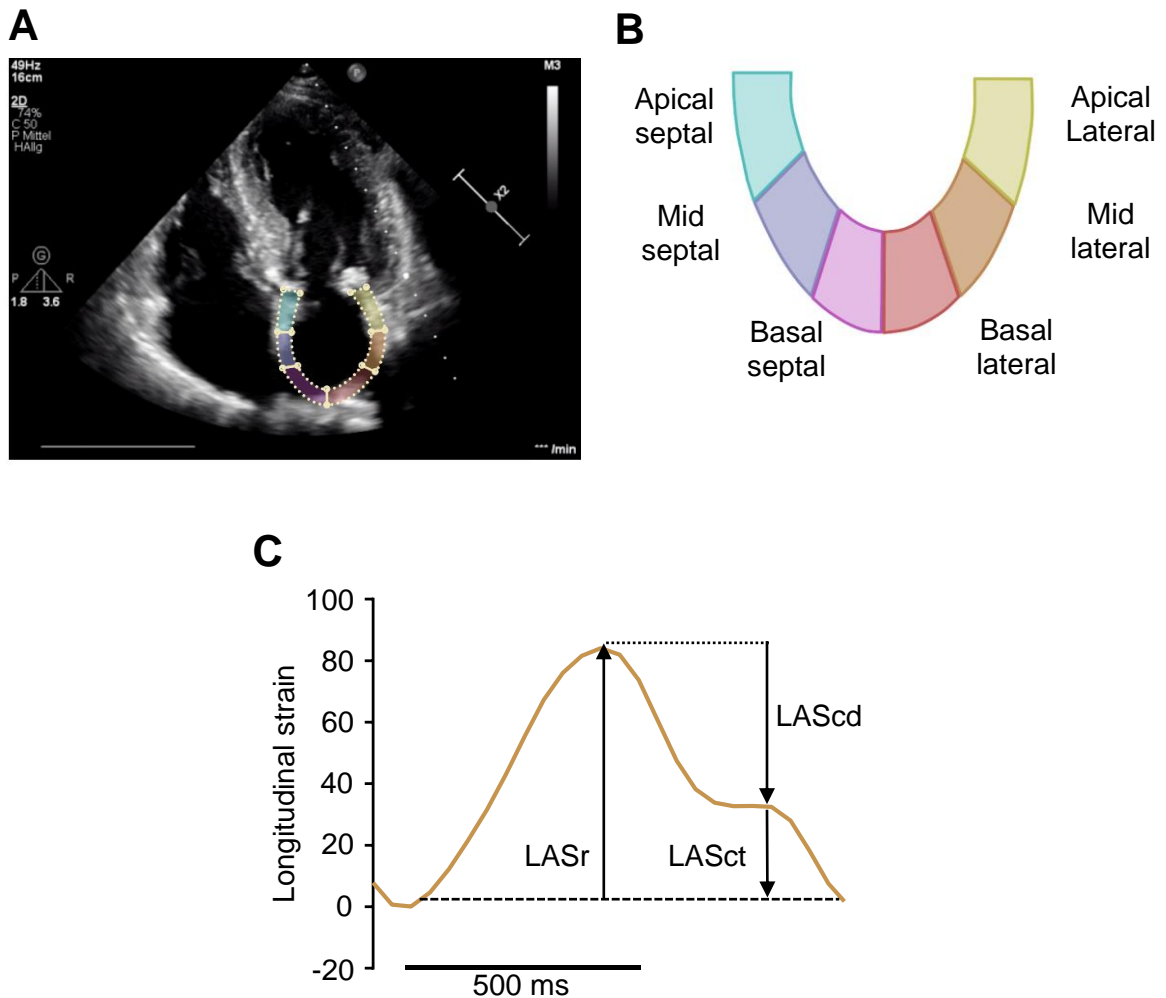 A
49Hz
16cm
2D
74%
C 50
P Mittel
HAllg
P
M3
X2
G
P R
1.8 3.6
*** /min
B
Apical
septal
Mid
septal
Basal
septal
Apical
Lateral
Mid
lateral
Basal
lateral
C
Longitudinal strain
100
80
60
40
20
0
-20
LASr
LAScd
LASct
500 ms